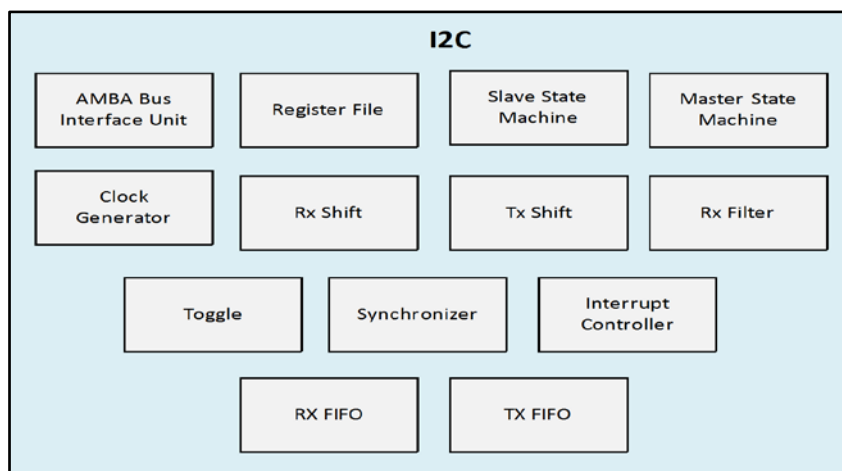 I2C
AMBA Bus
Interface Unit
Register File
Slave State
Machine
Master State
Machine
Clock
Generator
Rx Shift
Tx Shift
Rx Filter
Toggle
Synchronizer
Interrupt
Controller
RX FIFO
TX FIFO